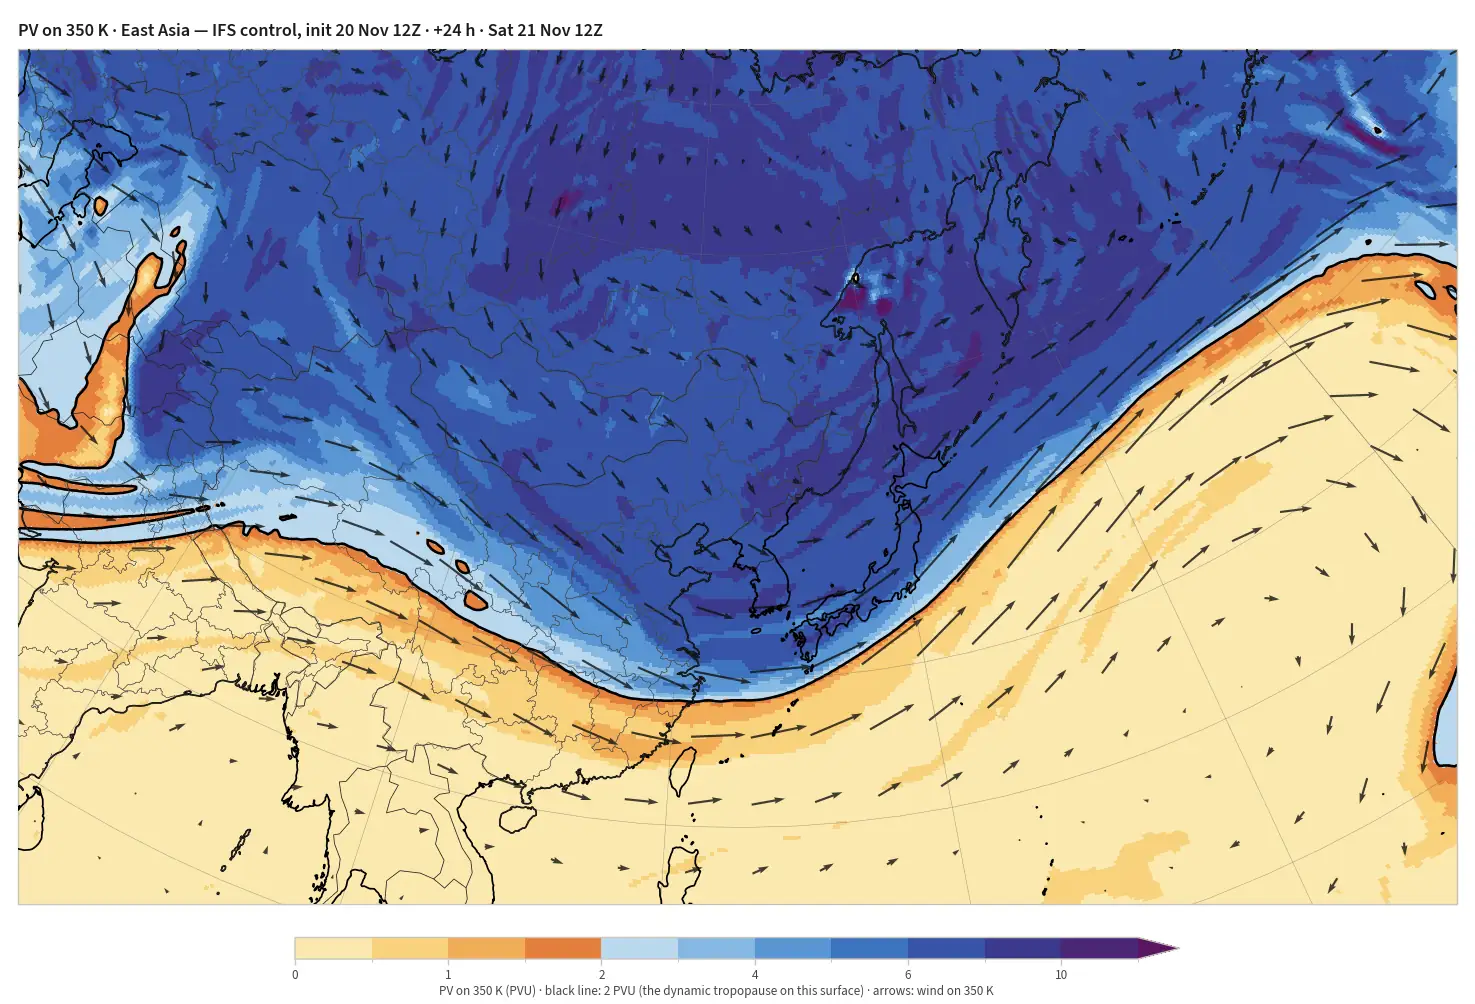 PV on 350 K · East Asia — IFS control, init 20 Nov 12Z · +24 h · Sat 21 Nov 12Z
0 1 2 4 6 10
PV on 350 K (PVU) · black line: 2 PVU (the dynamic tropopause on this surface) · arrows: wind on 350 K